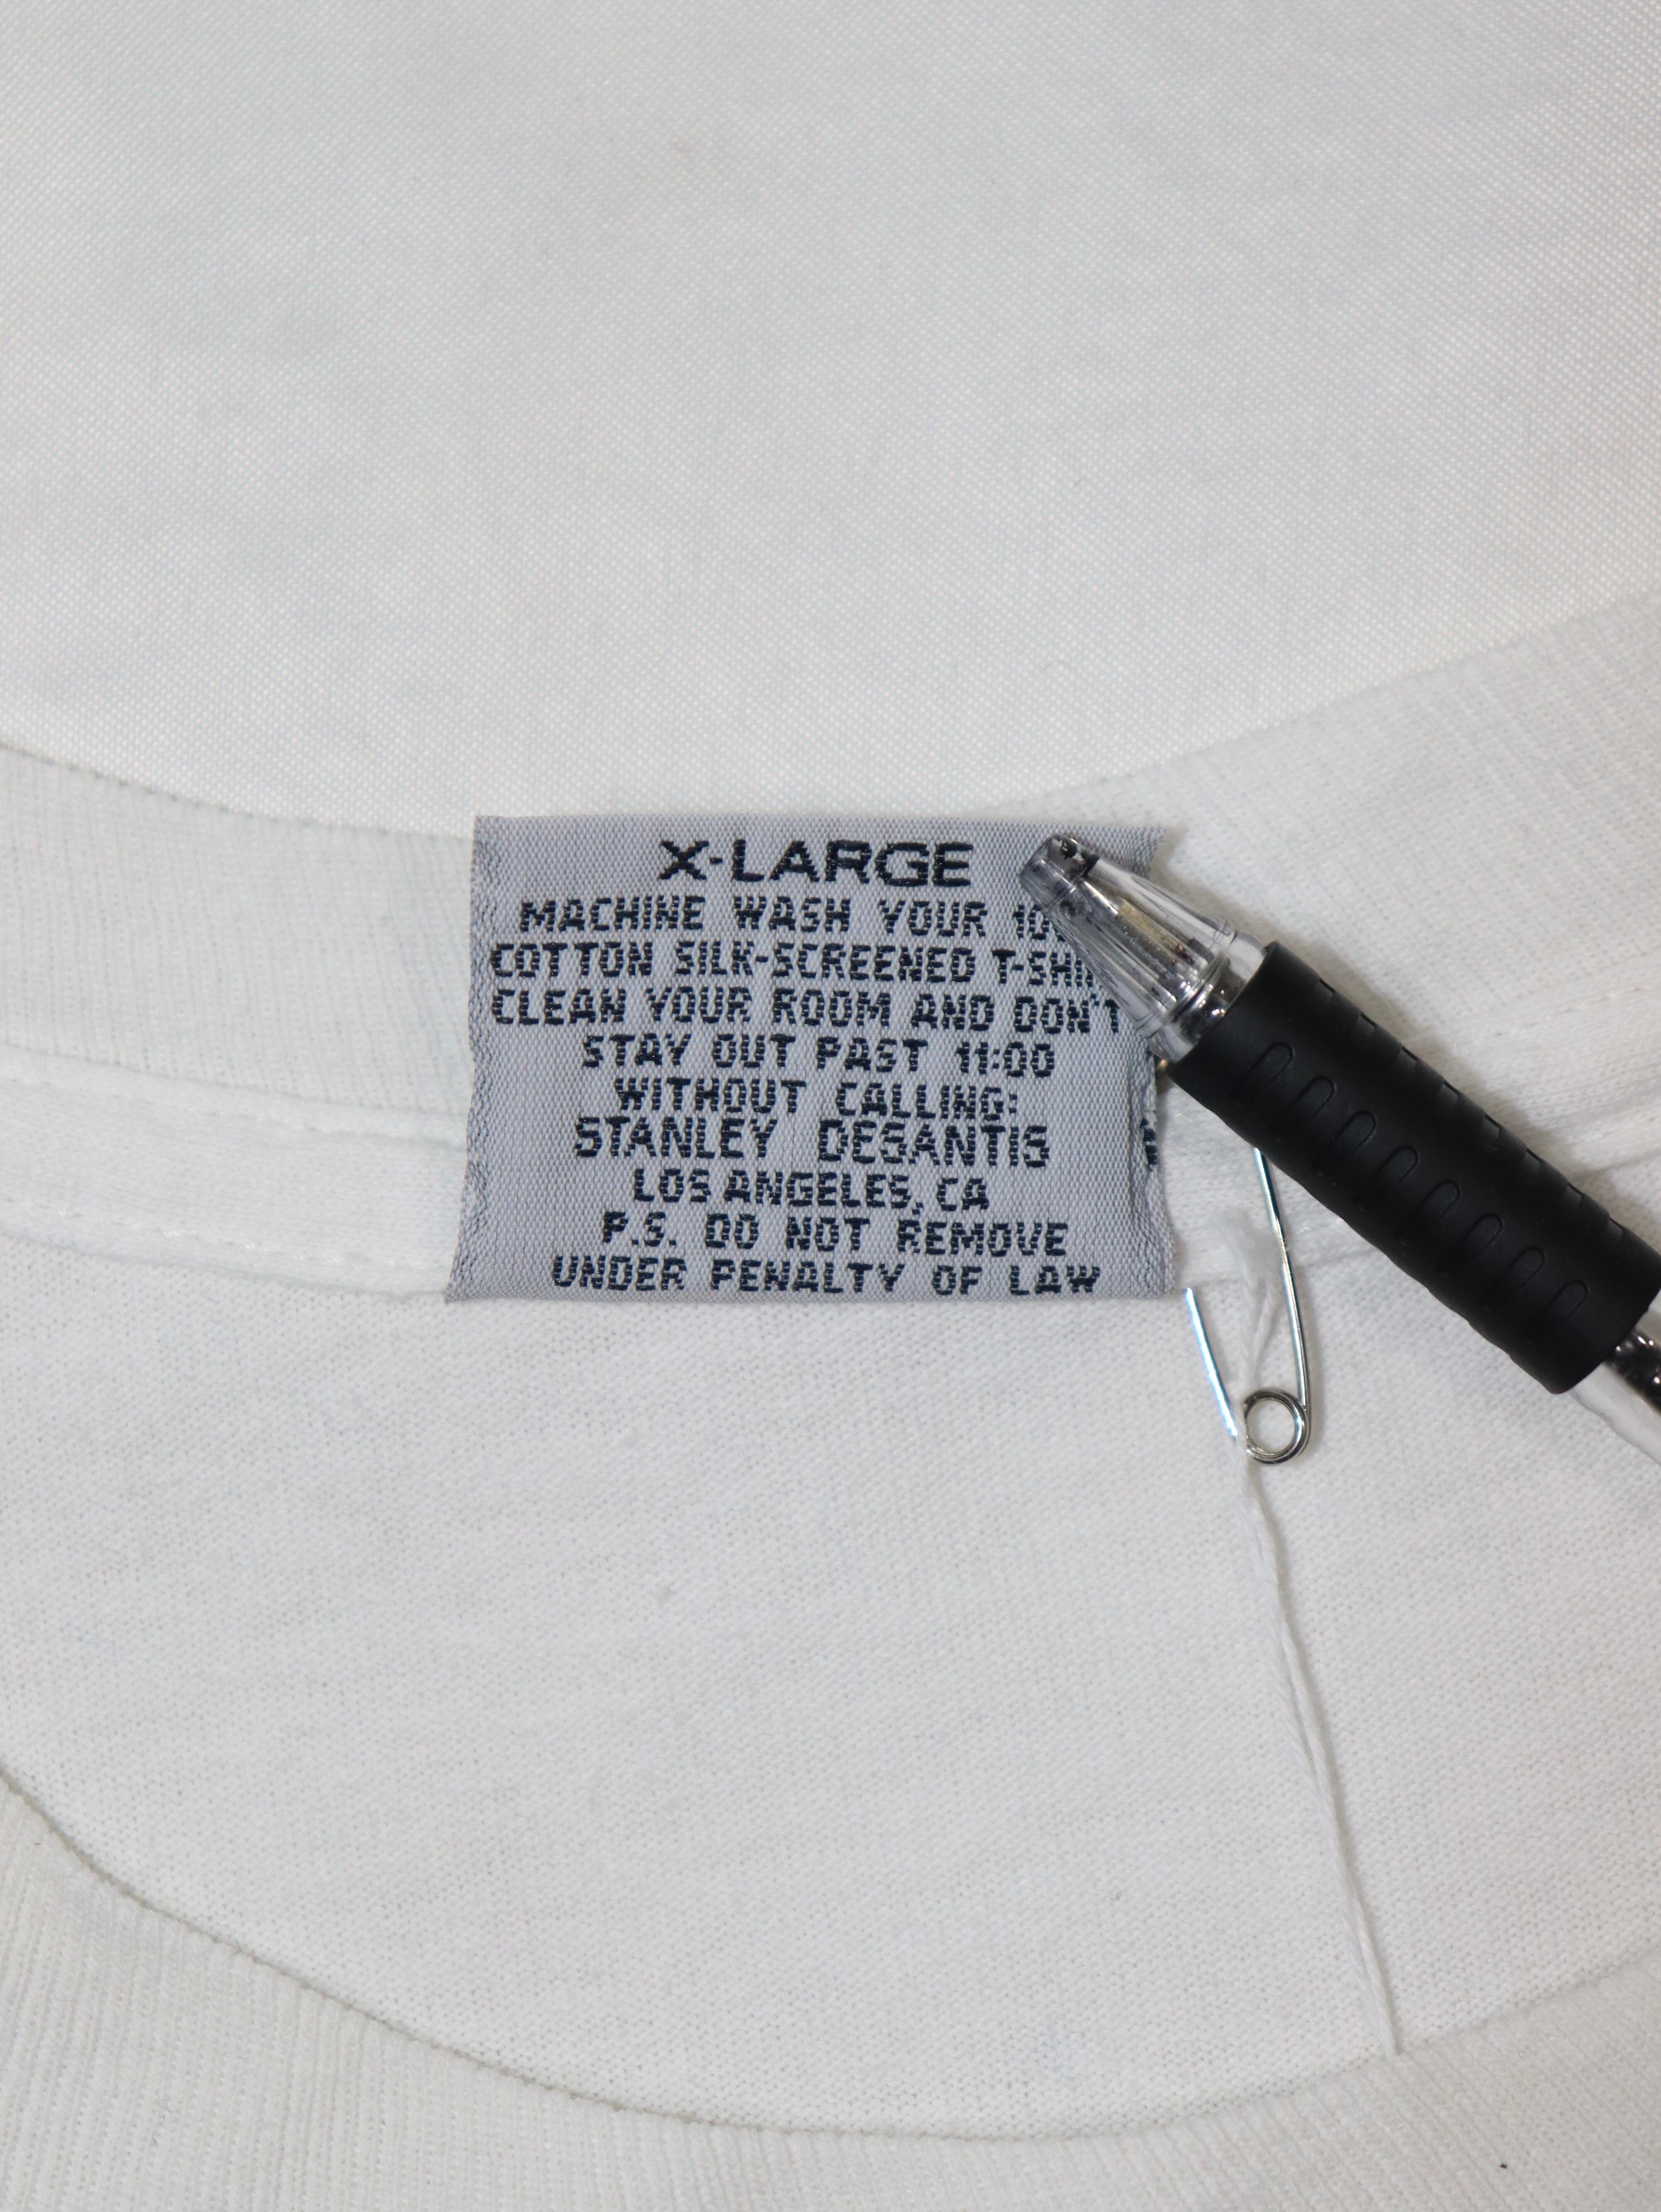 X-LARGE
MACHINE WASH YOUR
COTTON SILK-SCREENED
CLEAN YOUR ROOM AND DON'T
STAY OUT PAST 11:00
WITHOUT CALLING:
STANLEY DESANTIS
LOS ANGELES, CA
P.S. DO NOT REMOVE
UNDER PENALTY OF LAW